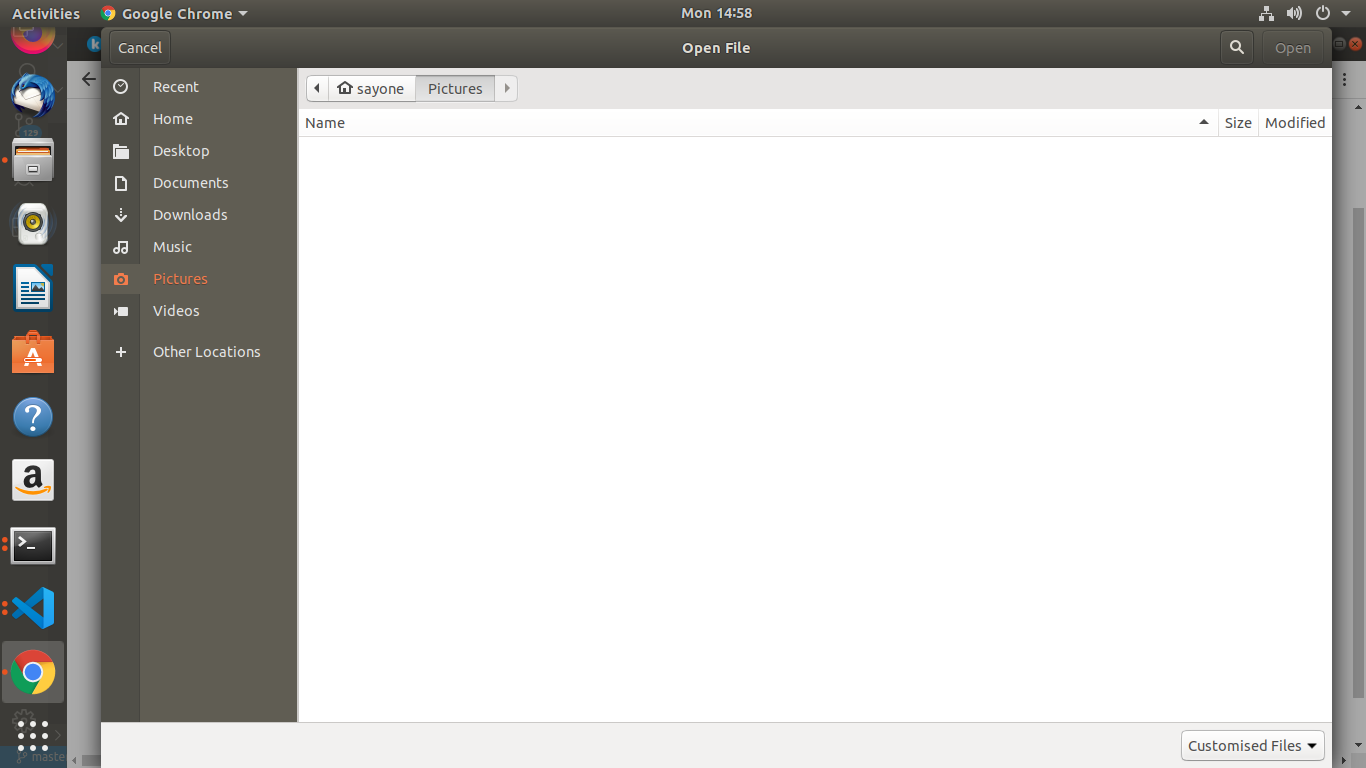 Activities Google Chrome Mon 14:58
Cancel Open File Open
Recent
Home
Desktop
Documents
Downloads
Music
Pictures
Videos
Other Locations
sayone Pictures
Name Size Modified
Customised Files
129
maste